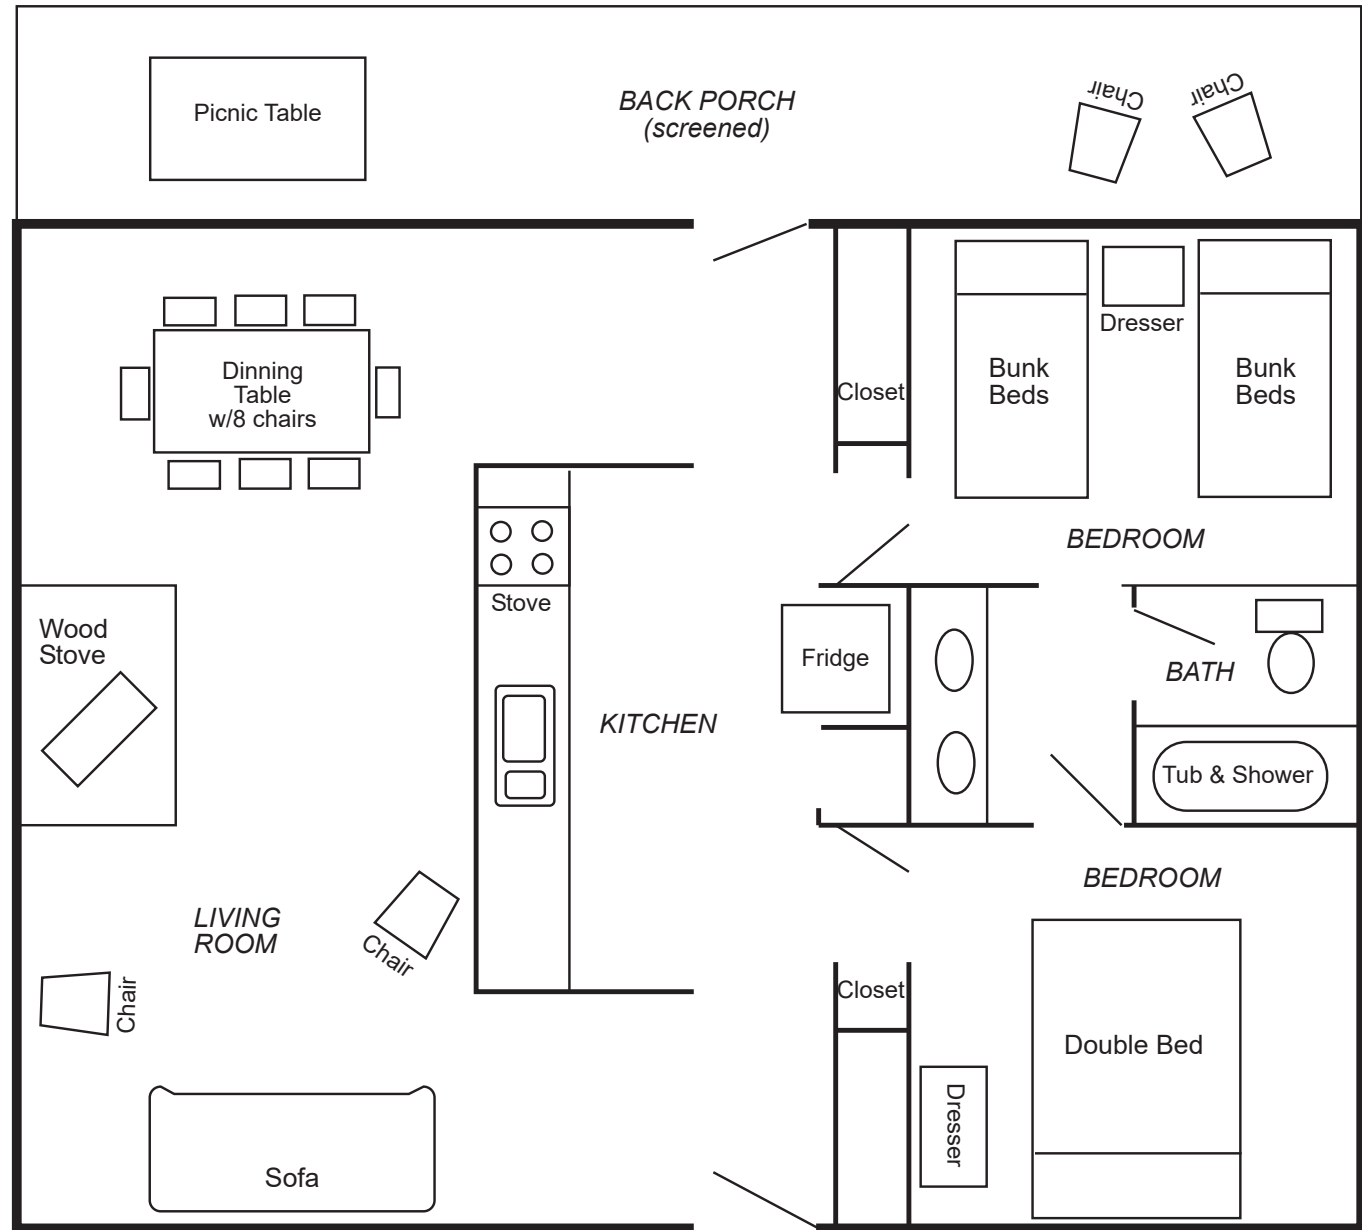 BACK PORCH
(screened)
Picnic Table
Chair
Chair
Dinning
Table
w/8 chairs
Closet
Bunk
Beds
Dresser
Bunk
Beds
BEDROOM
Stove
Wood
Stove
KITCHEN
Fridge
BATH
Tub & Shower
LIVING
ROOM
Chair
Chair
Sofa
BEDROOM
Closet
Double Bed
Dresser